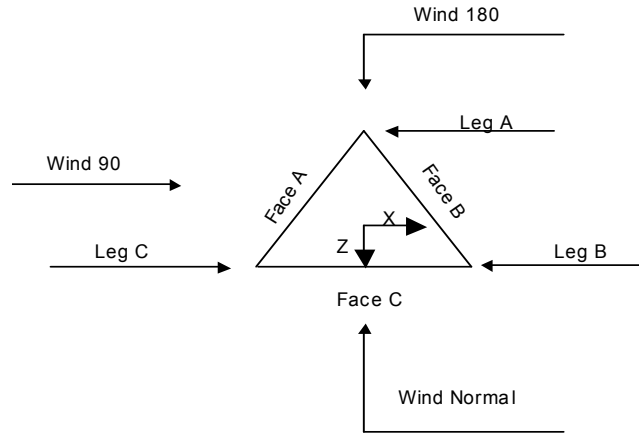 Wind 180
Leg A
Wind 90
Face A
Face B
X
Z
Leg C
Leg B
Face C
Wind Normal